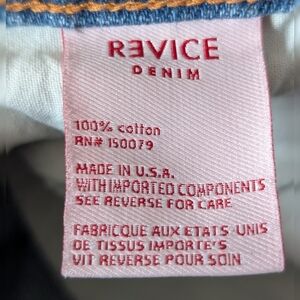 REVICE
DENIM
100% cotton
RN# 150079
MADE IN U.S.A.
WITH IMPORTED COMPONENTS
SEE REVERSE FOR CARE
FABRIQUE AUX ETATS-UNIS
DE TISSUS IMPORTE'S
VIT REVERSE POUR SOIN